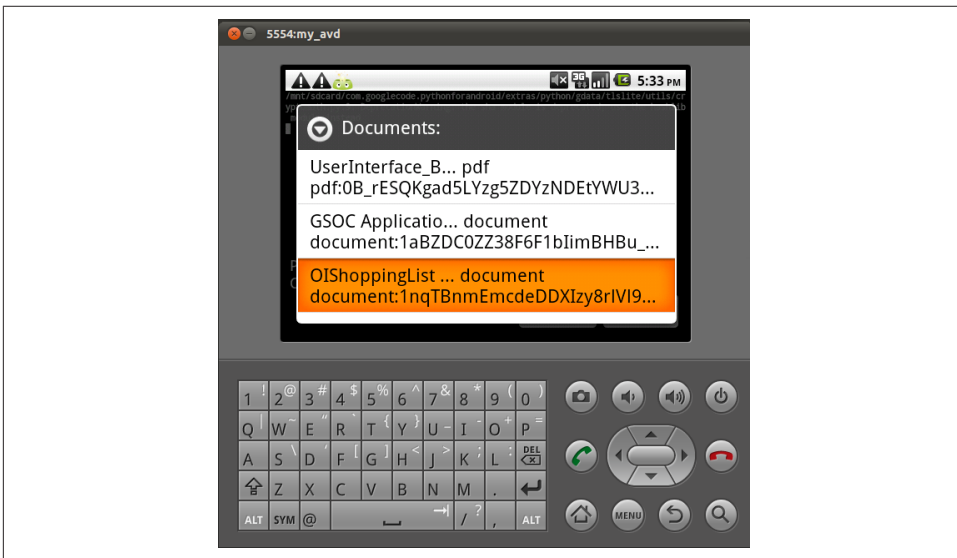 5554:my_avd
3G 5:33 PM
/mnt/sdcard/com.googlecode.pythonforandroid/extras/python/gdata/tlslite/utils/cr
Documents:
UserInterface_B... pdf
pdf:0B_rESQKgad5LYzg5ZDYzNDEtYWU3...
GSOC Applicatio... document
document:1aBZDC0ZZ38F6F1bIimBHBu_...
OIShoppingList ... document
document:1nqTBnmEmcdeDDXIzy8rlVl9...
1 ! 2 @ 3 # 4 $ 5 % 6 ^ 7 & 8 * 9 ( 0 )
Q | W ~ E " R ` T { Y } U _ I - O + P =
A S \ D ' F [ G ] H < J > K ; L : DEL
Z X C V B N M .
ALT SYM @ / ? , ALT
MENU